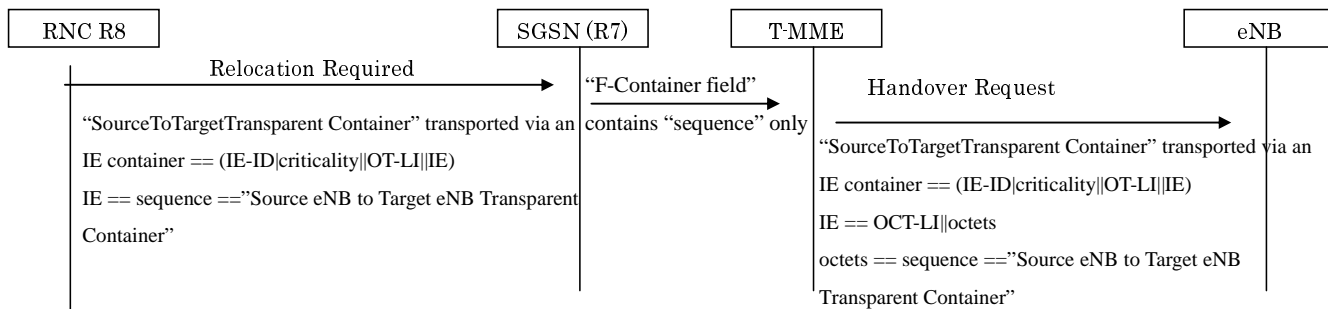 RNC R8
SGSN (R7)
T-MME
eNB
Relocation Required
“SourceToTargetTransparent Container” transported via an
IE container == (IE-ID|criticality||OT-LI||IE)
IE == sequence ==”Source eNB to Target eNB Transparent
Container”
“F-Container field”
contains “sequence” only
Handover Request
“SourceToTargetTransparent Container” transported via an
IE container == (IE-ID|criticality||OT-LI||IE)
IE == OCT-LI||octets
octets == sequence ==”Source eNB to Target eNB
Transparent Container”